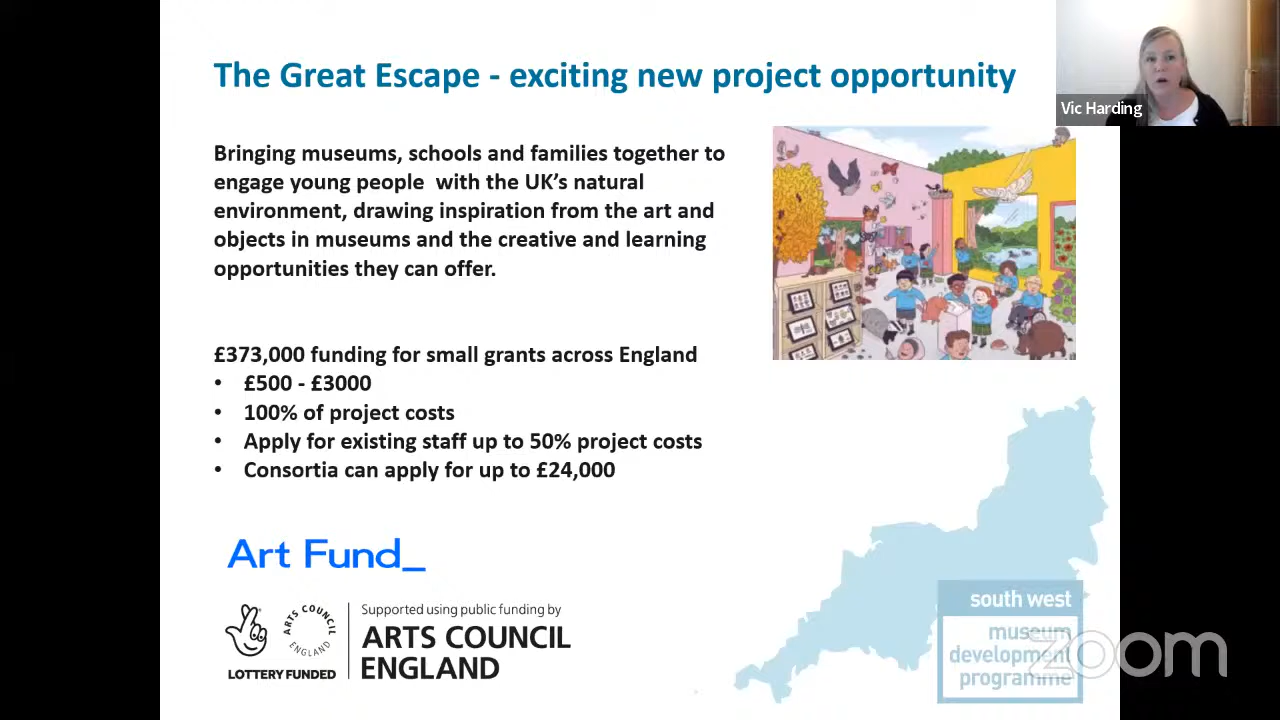 The Great Escape - exciting new project opportunity
Vic Harding
Bringing museums, schools and families together to
engage young people  with the UK's natural
environment, drawing inspiration from the art and
objects in museums and the creative and learning
opportunities they can offer.
£373,000 funding for small grants across England
• £500 - £3000
• 100% of project costs
• Apply for existing staff up to 50% project costs
• Consortia can apply for up to £24,000
Art Fund_
ARTS COUNCIL ENGLAND
LOTTERY FUNDED
Supported using public funding by
ARTS COUNCIL
ENGLAND
south west
museum
development
programme
zoom